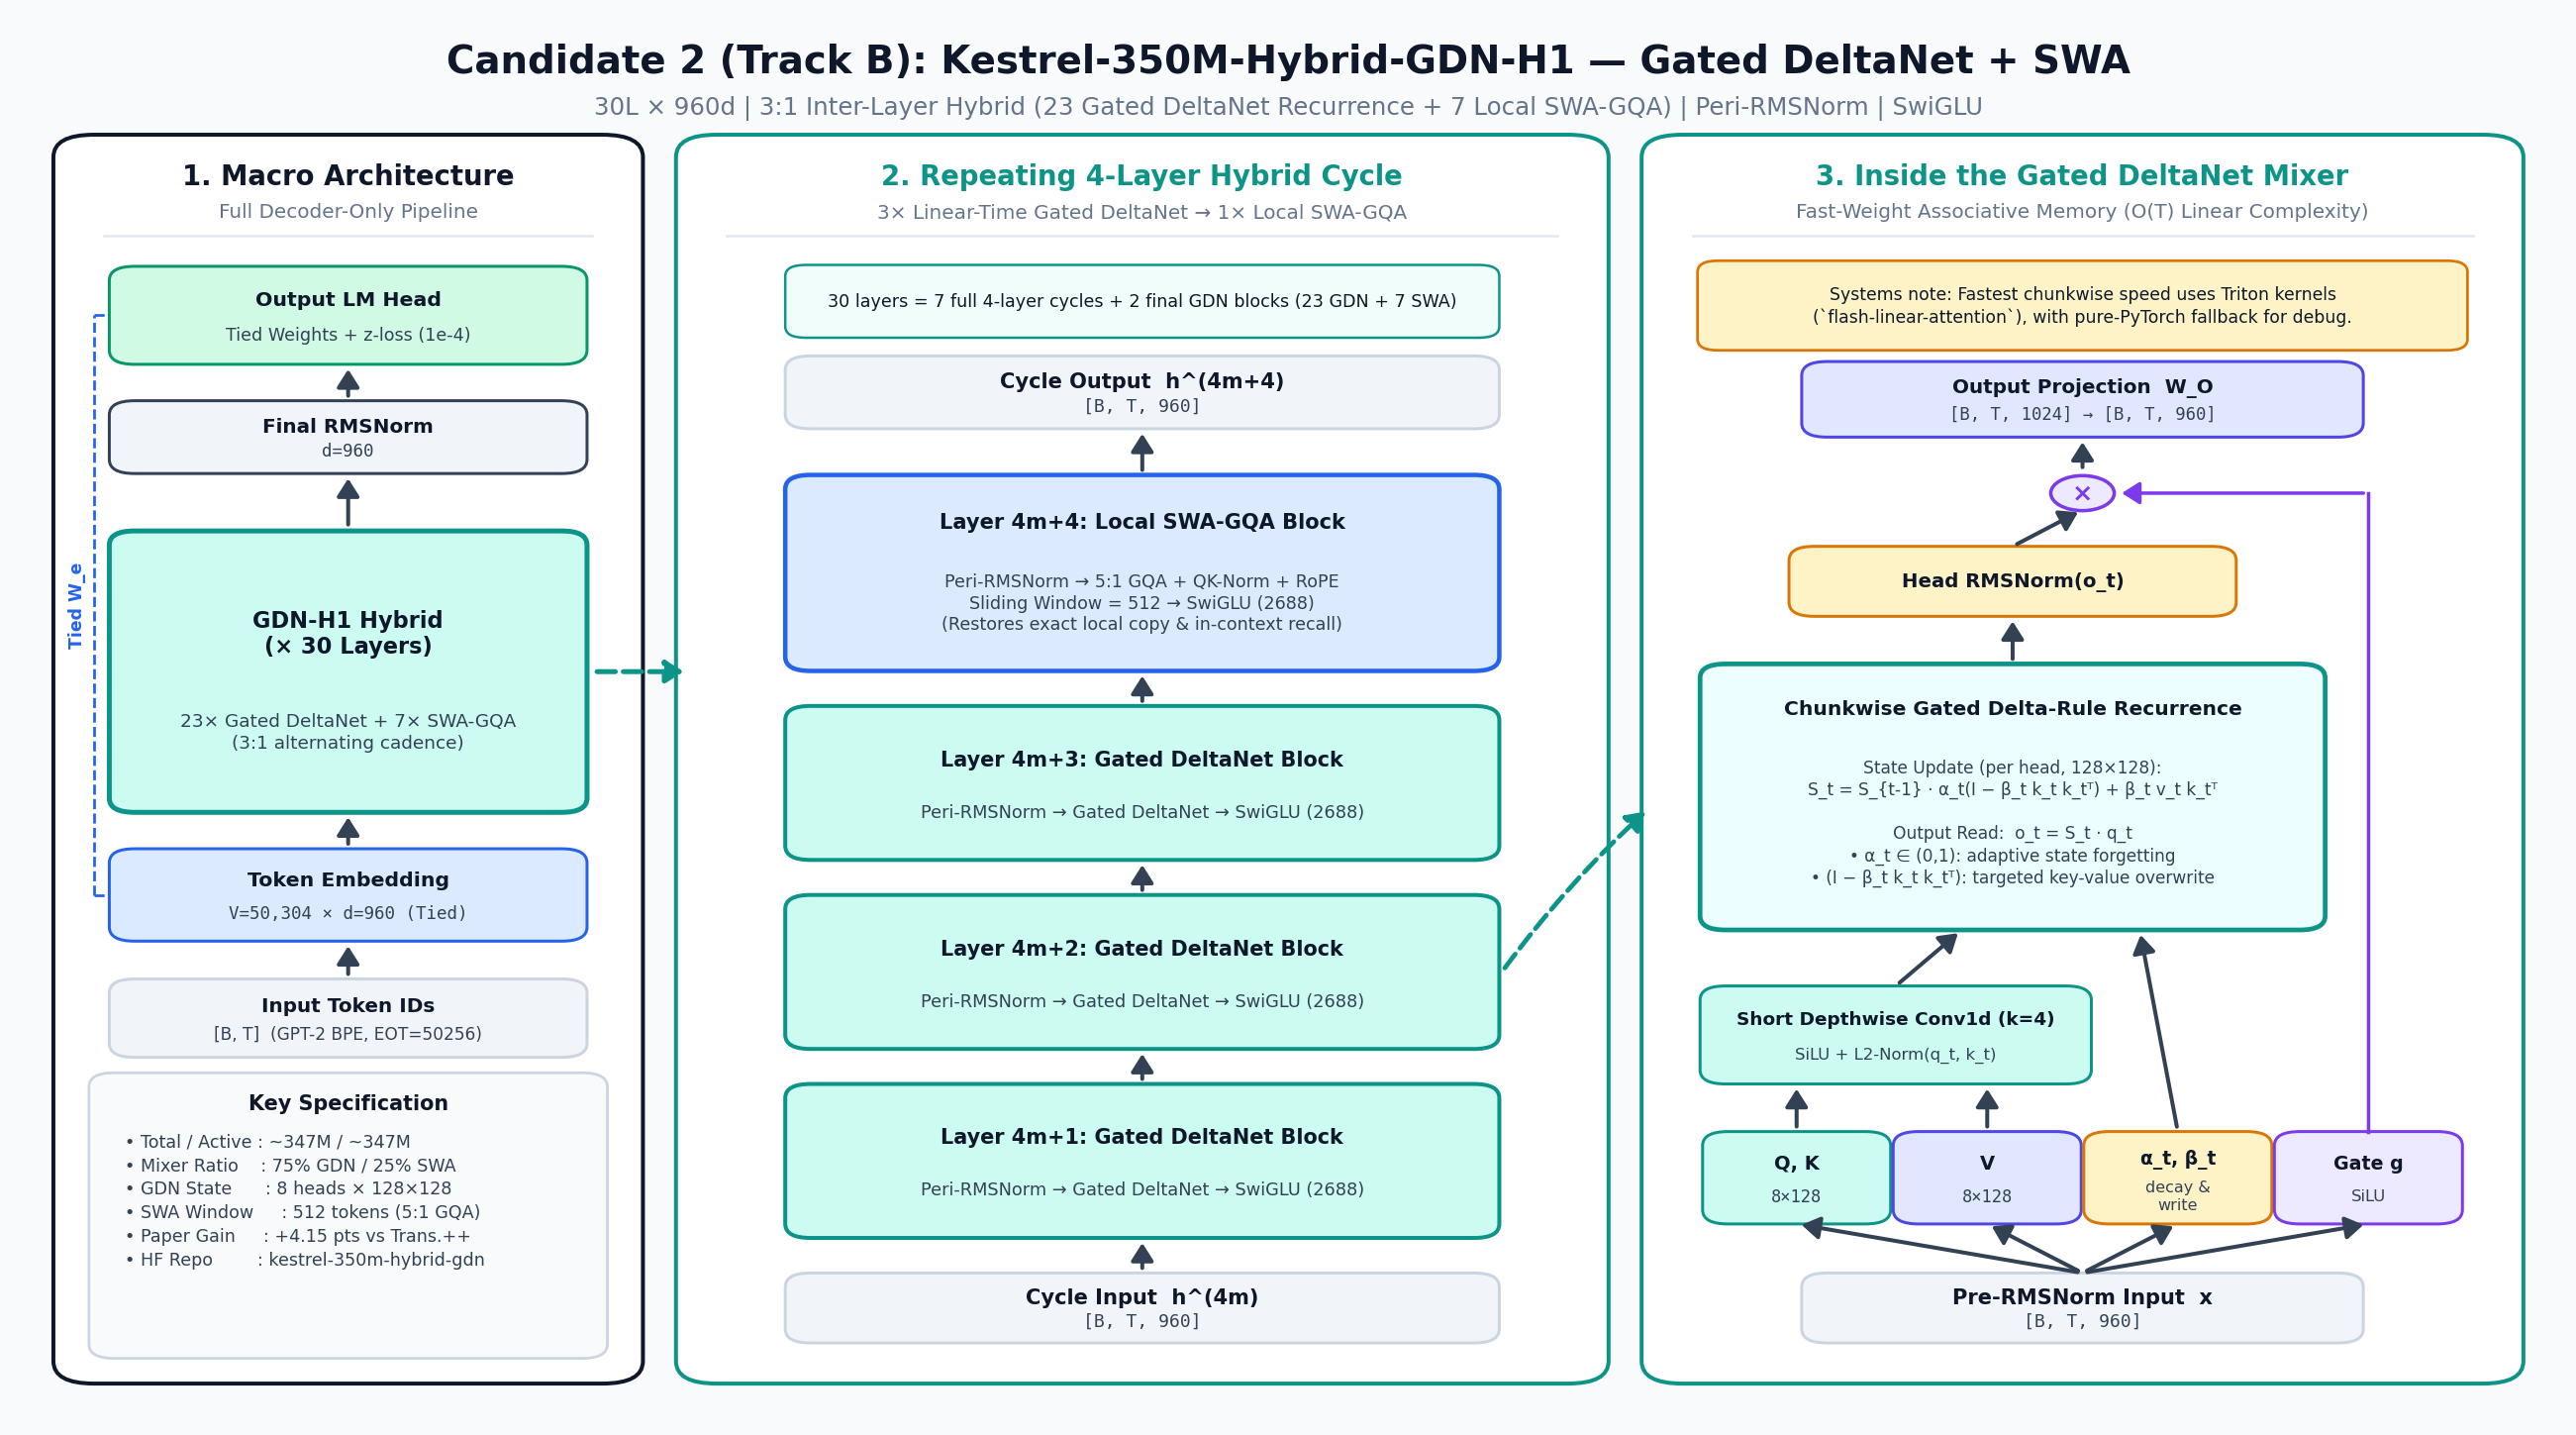 Candidate 2 (Track B): Kestrel-350M-Hybrid-GDN-H1 — Gated DeltaNet + SWA
30L × 960d | 3:1 Inter-Layer Hybrid (23 Gated DeltaNet Recurrence + 7 Local SWA-GQA) | Peri-RMSNorm | SwiGLU
1. Macro Architecture
Full Decoder-Only Pipeline
Output LM Head
Tied Weights + z-loss (1e-4)
Final RMSNorm
d=960
GDN-H1 Hybrid
(× 30 Layers)
23× Gated DeltaNet + 7× SWA-GQA
(3:1 alternating cadence)
Tied W_e
Token Embedding
V=50,304 × d=960 (Tied)
Input Token IDs
[B, T] (GPT-2 BPE, EOT=50256)
Key Specification
• Total / Active : ~347M / ~347M
• Mixer Ratio : 75% GDN / 25% SWA
• GDN State : 8 heads × 128×128
• SWA Window : 512 tokens (5:1 GQA)
• Paper Gain : +4.15 pts vs Trans.++
• HF Repo : kestrel-350m-hybrid-gdn
2. Repeating 4-Layer Hybrid Cycle
3× Linear-Time Gated DeltaNet → 1× Local SWA-GQA
30 layers = 7 full 4-layer cycles + 2 final GDN blocks (23 GDN + 7 SWA)
Cycle Output h^(4m+4)
[B, T, 960]
Layer 4m+4: Local SWA-GQA Block
Peri-RMSNorm → 5:1 GQA + QK-Norm + RoPE
Sliding Window = 512 → SwiGLU (2688)
(Restores exact local copy & in-context recall)
Layer 4m+3: Gated DeltaNet Block
Peri-RMSNorm → Gated DeltaNet → SwiGLU (2688)
Layer 4m+2: Gated DeltaNet Block
Peri-RMSNorm → Gated DeltaNet → SwiGLU (2688)
Layer 4m+1: Gated DeltaNet Block
Peri-RMSNorm → Gated DeltaNet → SwiGLU (2688)
Cycle Input h^(4m)
[B, T, 960]
3. Inside the Gated DeltaNet Mixer
Fast-Weight Associative Memory (O(T) Linear Complexity)
Systems note: Fastest chunkwise speed uses Triton kernels
(`flash-linear-attention`), with pure-PyTorch fallback for debug.
Output Projection W_O
[B, T, 1024] → [B, T, 960]
×
Head RMSNorm(o_t)
Chunkwise Gated Delta-Rule Recurrence
State Update (per head, 128×128):
S_t = S_{t-1} · α_t(I − β_t k_t k_tᵀ) + β_t v_t k_tᵀ
Output Read: o_t = S_t · q_t
• α_t ∈ (0,1): adaptive state forgetting
• (I − β_t k_t k_tᵀ): targeted key-value overwrite
Short Depthwise Conv1d (k=4)
SiLU + L2-Norm(q_t, k_t)
Q, K
8×128
V
8×128
α_t, β_t
decay &
write
Gate g
SiLU
Pre-RMSNorm Input x
[B, T, 960]